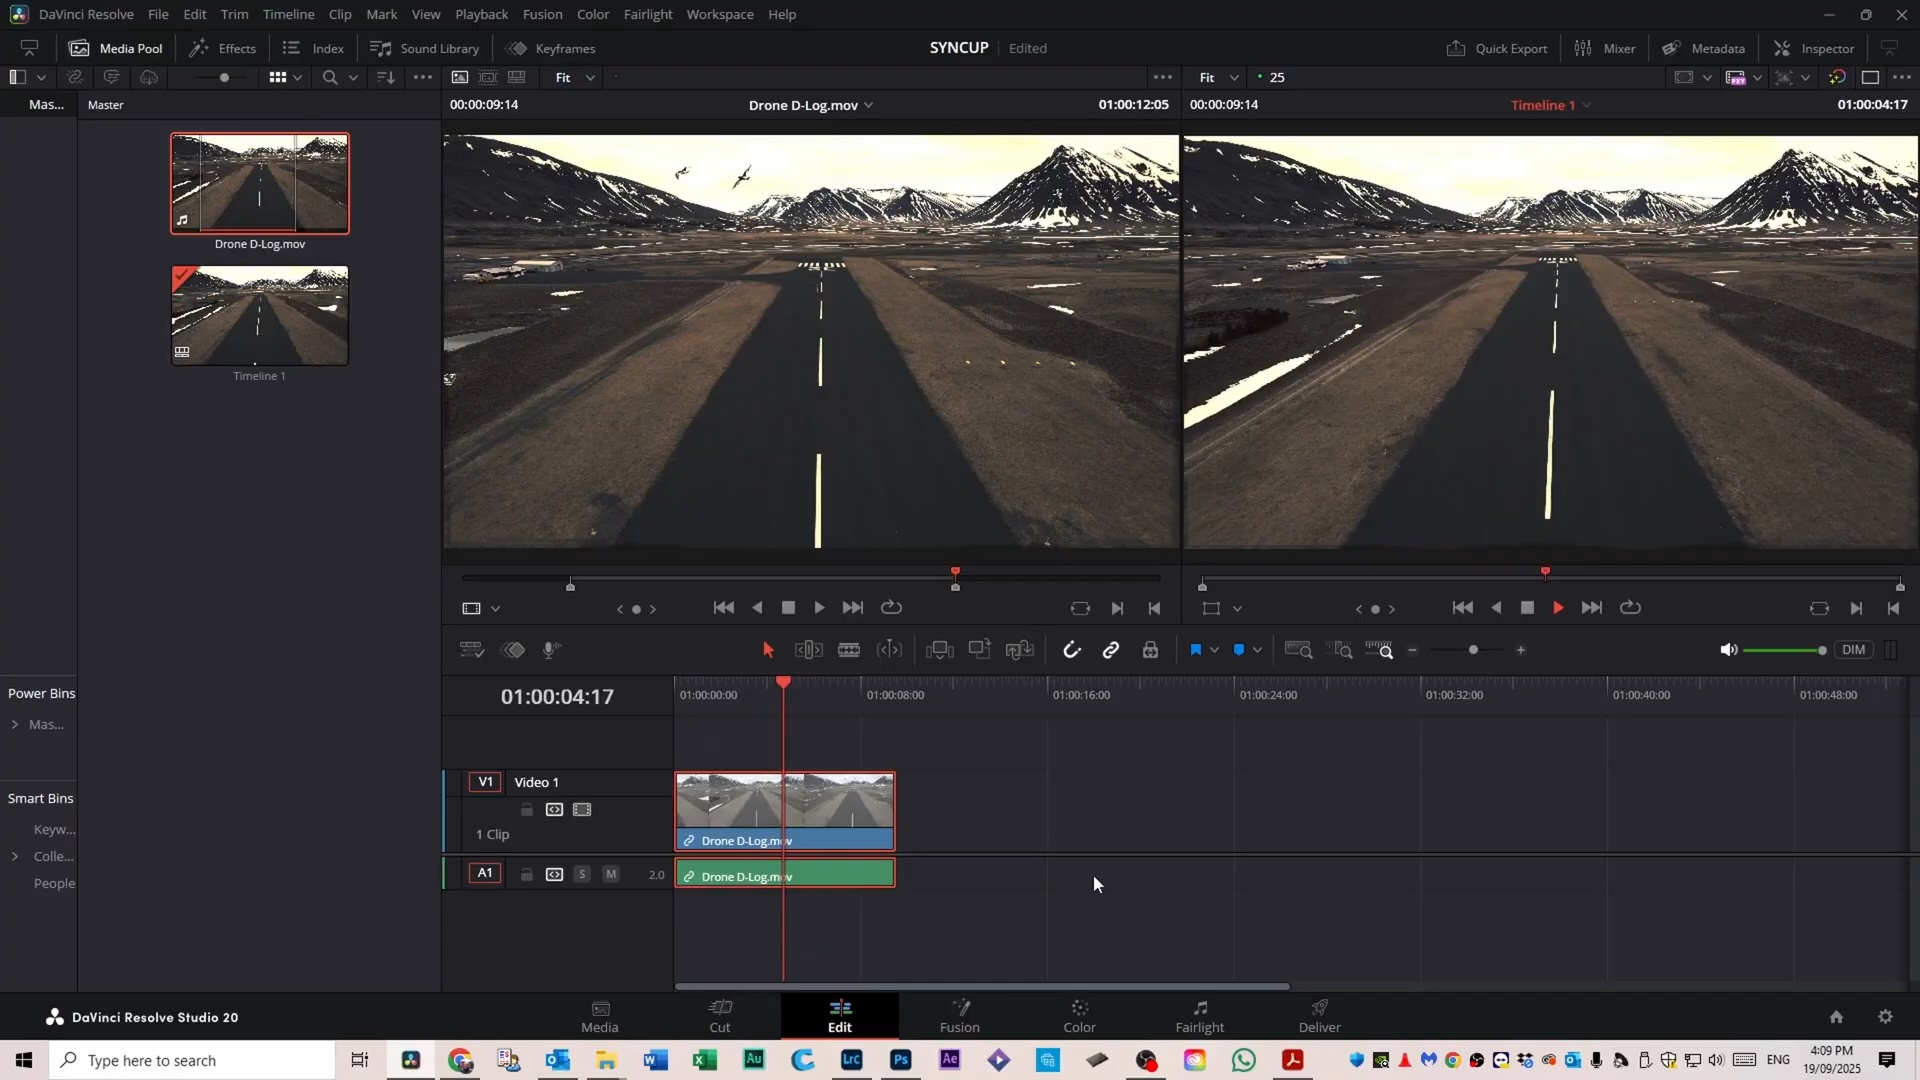 DaVinci Resolve File Edit Trim Timeline Clip Mark View Playback Fusion Color Fairlight Workspace Help
Media Pool Effects Index Sound Library Keyframes SYNCUP Edited Quick Export Mixer Metadata Inspector
Fit Fit 25
Mas... Master 00:00:09:14 Drone D-Log.mov 01:00:12:05 00:00:09:14 Timeline 1 01:00:04:17
Drone D-Log.mov
Timeline 1
DIM
Power Bins
Mas...
Smart Bins
Keyw...
Colle...
People
01:00:04:17 01:00:00:00 01:00:08:00 01:00:16:00 01:00:24:00 01:00:32:00 01:00:40:00 01:00:48:00
V1 Video 1
1 Clip
Drone D-Log.mov
A1 S M 2.0 Drone D-Log.mov
DaVinci Resolve Studio 20
Media Cut Edit Fusion Color Fairlight Deliver
Type here to search
ENG
4:09 PM
19/09/2025